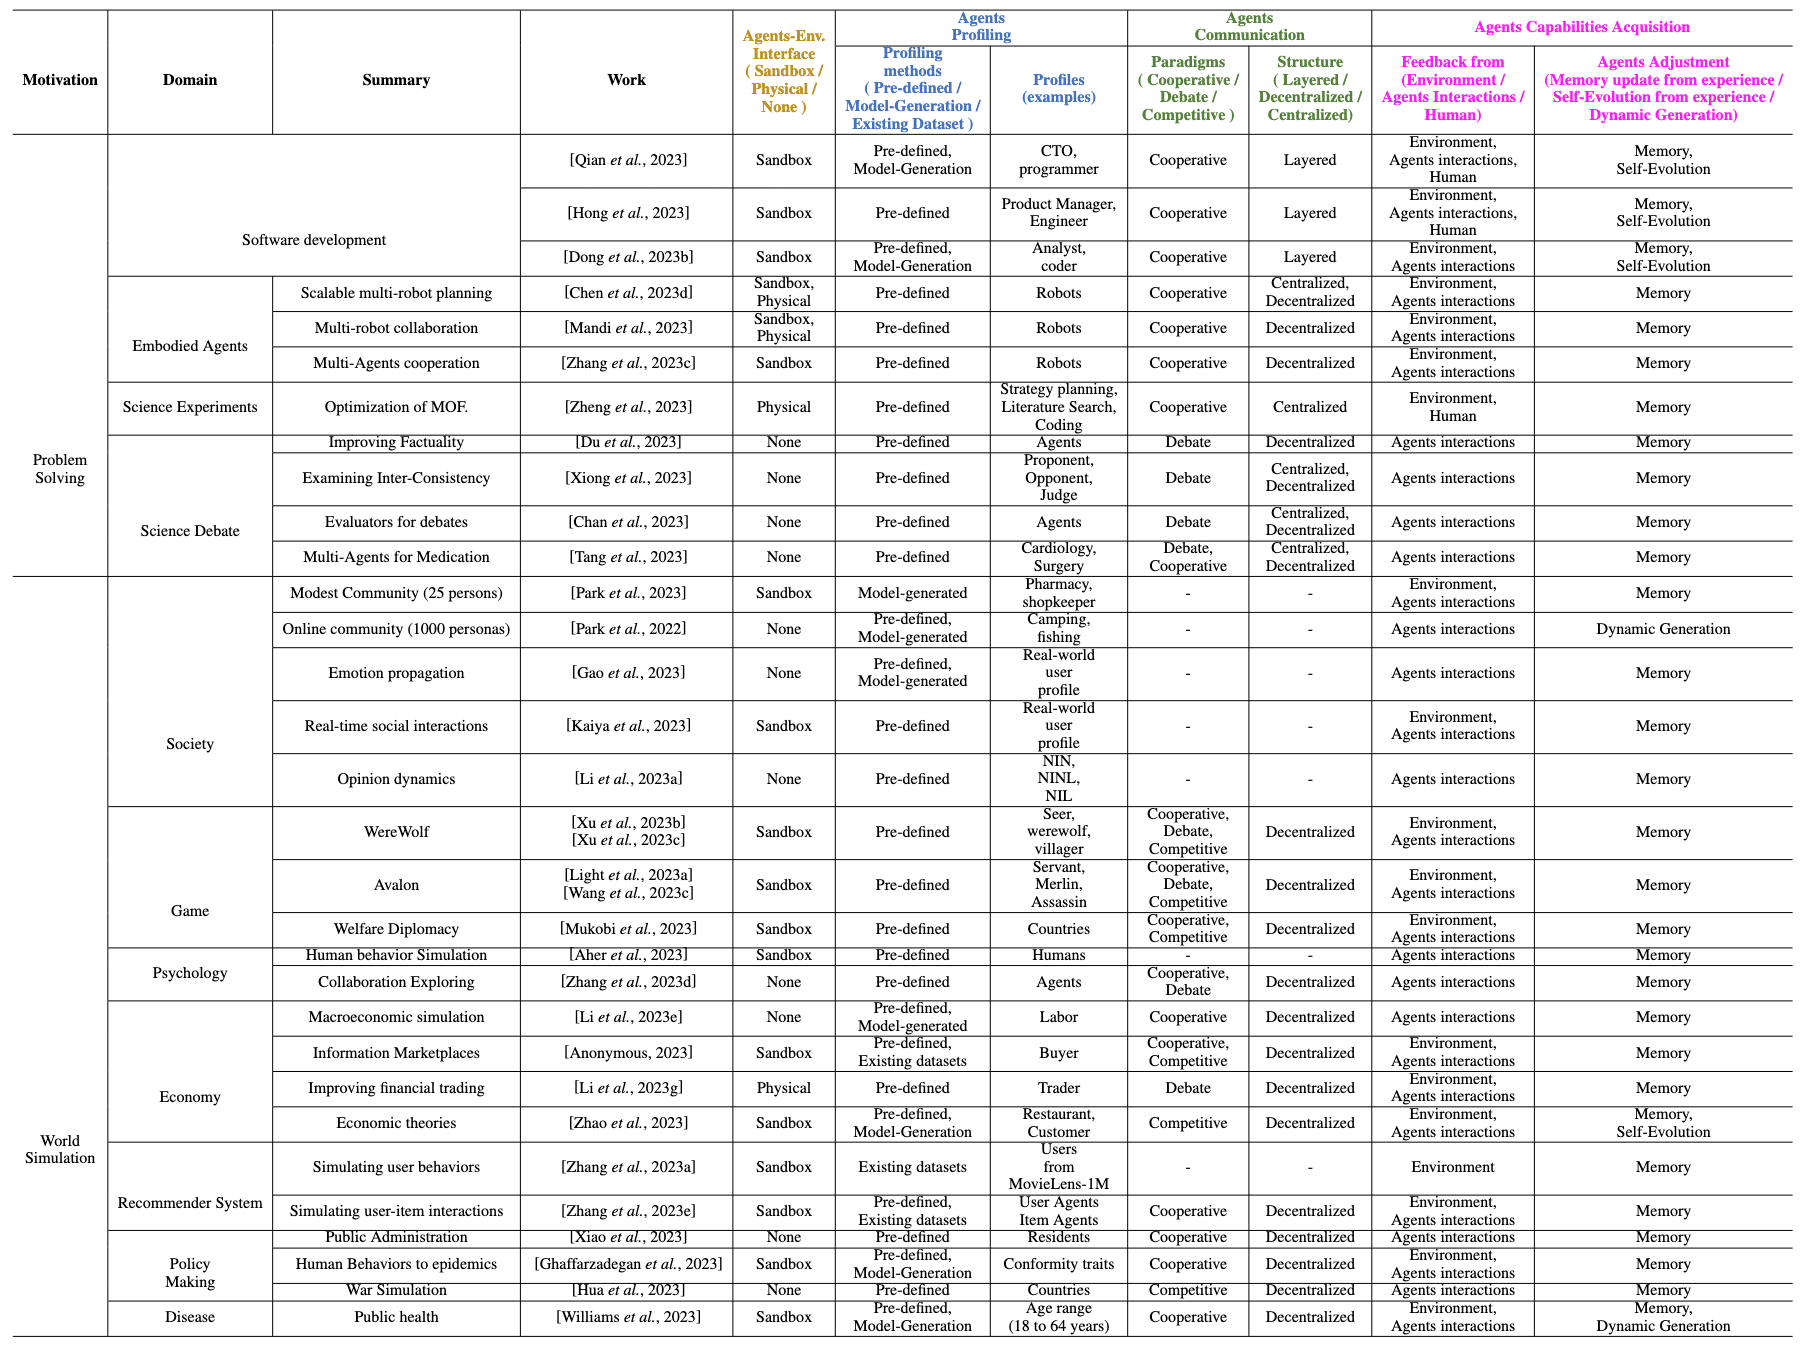 Motivation
Domain
Summary
Work
Agents-Env.
Interface
( Sandbox /
Physical /
None )
Agents
Profiling
Profiling
methods
( Pre-defined /
Model-Generation /
Existing Dataset )
Profiles
(examples)
Agents
Communication
Paradigms
( Cooperative /
Debate /
Competitive )
Structure
( Layered /
Decentralized /
Centralized)
Agents Capabilities Acquisition
Feedback from
(Environment /
Agents Interactions /
Human)
Agents Adjustment
(Memory update from experience /
Self-Evolution from experience /
Dynamic Generation)
Problem
Solving
Software development
[Qian et al., 2023]
Sandbox
Pre-defined,
Model-Generation
CTO,
programmer
Cooperative
Layered
Environment,
Agents interactions,
Human
Memory,
Self-Evolution
[Hong et al., 2023]
Sandbox
Pre-defined
Product Manager,
Engineer
Cooperative
Layered
Environment,
Agents interactions,
Human
Memory,
Self-Evolution
[Dong et al., 2023b]
Sandbox
Pre-defined,
Model-Generation
Analyst,
coder
Cooperative
Layered
Environment,
Agents interactions
Memory,
Self-Evolution
Embodied Agents
Scalable multi-robot planning
[Chen et al., 2023d]
Sandbox,
Physical
Pre-defined
Robots
Cooperative
Centralized,
Decentralized
Environment,
Agents interactions
Memory
Multi-robot collaboration
[Mandi et al., 2023]
Sandbox,
Physical
Pre-defined
Robots
Cooperative
Decentralized
Environment,
Agents interactions
Memory
Multi-Agents cooperation
[Zhang et al., 2023c]
Sandbox
Pre-defined
Robots
Cooperative
Decentralized
Environment,
Agents interactions
Memory
Science Experiments
Optimization of MOF.
[Zheng et al., 2023]
Physical
Pre-defined
Strategy planning,
Literature Search,
Coding
Cooperative
Centralized
Environment,
Human
Memory
Science Debate
Improving Factuality
[Du et al., 2023]
None
Pre-defined
Agents
Debate
Decentralized
Agents interactions
Memory
Examining Inter-Consistency
[Xiong et al., 2023]
None
Pre-defined
Proponent,
Opponent,
Judge
Debate
Centralized,
Decentralized
Agents interactions
Memory
Evaluators for debates
[Chan et al., 2023]
None
Pre-defined
Agents
Debate
Centralized,
Decentralized
Agents interactions
Memory
Multi-Agents for Medication
[Tang et al., 2023]
None
Pre-defined
Cardiology,
Surgery
Debate,
Cooperative
Centralized,
Decentralized
Agents interactions
Memory
World
Simulation
Society
Modest Community (25 persons)
[Park et al., 2023]
Sandbox
Model-generated
Pharmacy,
shopkeeper
-
-
Environment,
Agents interactions
Memory
Online community (1000 personas)
[Park et al., 2022]
None
Pre-defined,
Model-generated
Camping,
fishing
-
-
Agents interactions
Dynamic Generation
Emotion propagation
[Gao et al., 2023]
None
Pre-defined,
Model-generated
Real-world
user
profile
-
-
Agents interactions
Memory
Real-time social interactions
[Kaiya et al., 2023]
Sandbox
Pre-defined
Real-world
user
profile
-
-
Environment,
Agents interactions
Memory
Opinion dynamics
[Li et al., 2023a]
None
Pre-defined
NIN,
NINL,
NIL
-
-
Agents interactions
Memory
Game
WereWolf
[Xu et al., 2023b]
[Xu et al., 2023c]
Sandbox
Pre-defined
Seer,
werewolf,
villager
Cooperative,
Debate,
Competitive
Decentralized
Environment,
Agents interactions
Memory
Avalon
[Light et al., 2023a]
[Wang et al., 2023c]
Sandbox
Pre-defined
Servant,
Merlin,
Assassin
Cooperative,
Debate,
Competitive
Decentralized
Environment,
Agents interactions
Memory
Welfare Diplomacy
[Mukobi et al., 2023]
Sandbox
Pre-defined
Countries
Cooperative,
Competitive
Decentralized
Environment,
Agents interactions
Memory
Psychology
Human behavior Simulation
[Aher et al., 2023]
Sandbox
Pre-defined
Humans
-
-
Agents interactions
Memory
Collaboration Exploring
[Zhang et al., 2023d]
None
Pre-defined
Agents
Cooperative,
Debate
Decentralized
Agents interactions
Memory
Economy
Macroeconomic simulation
[Li et al., 2023e]
None
Pre-defined,
Model-generated
Labor
Cooperative
Decentralized
Agents interactions
Memory
Information Marketplaces
[Anonymous, 2023]
Sandbox
Pre-defined,
Existing datasets
Buyer
Cooperative,
Competitive
Decentralized
Environment,
Agents interactions
Memory
Improving financial trading
[Li et al., 2023g]
Physical
Pre-defined
Trader
Debate
Decentralized
Environment,
Agents interactions
Memory
Economic theories
[Zhao et al., 2023]
Sandbox
Pre-defined,
Model-Generation
Restaurant,
Customer
Competitive
Decentralized
Environment,
Agents interactions
Memory,
Self-Evolution
Recommender System
Simulating user behaviors
[Zhang et al., 2023a]
Sandbox
Existing datasets
Users
from
MovieLens-1M
-
-
Environment
Memory
Simulating user-item interactions
[Zhang et al., 2023e]
Sandbox
Pre-defined,
Existing datasets
User Agents
Item Agents
Cooperative
Decentralized
Environment,
Agents interactions
Memory
Policy
Making
Public Administration
[Xiao et al., 2023]
None
Pre-defined
Residents
Cooperative
Decentralized
Agents interactions
Memory
Human Behaviors to epidemics
[Ghaffarzadegan et al., 2023]
Sandbox
Pre-defined,
Model-Generation
Conformity traits
Cooperative
Decentralized
Environment,
Agents interactions
Memory
War Simulation
[Hua et al., 2023]
None
Pre-defined
Countries
Competitive
Decentralized
Agents interactions
Memory
Disease
Public health
[Williams et al., 2023]
Sandbox
Pre-defined,
Model-Generation
Age range
(18 to 64 years)
Cooperative
Decentralized
Environment,
Agents interactions
Memory,
Dynamic Generation